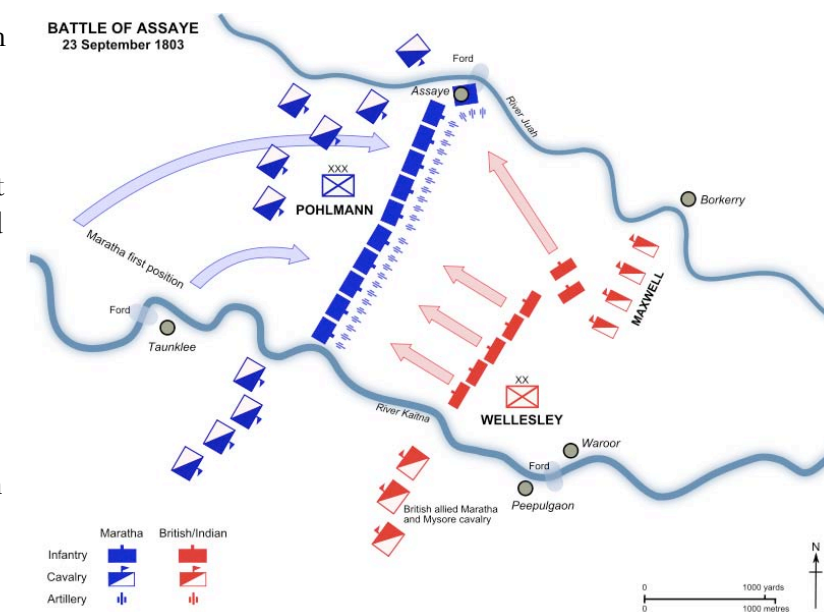 BATTLE OF ASSAYE
23 September 1803
Ford
Assaye
River Juah
XXX
POHLMANN
Borkerry
Maratha first position
MAXWELL
Ford
Taunklee
XX
WELLESLEY
River Kaitna
Waroor
Ford
Peepulgaon
British allied Maratha
and Mysore cavalry
Maratha British/Indian
Infantry
Cavalry
Artillery
N
0 1000 yards
0 1000 metres